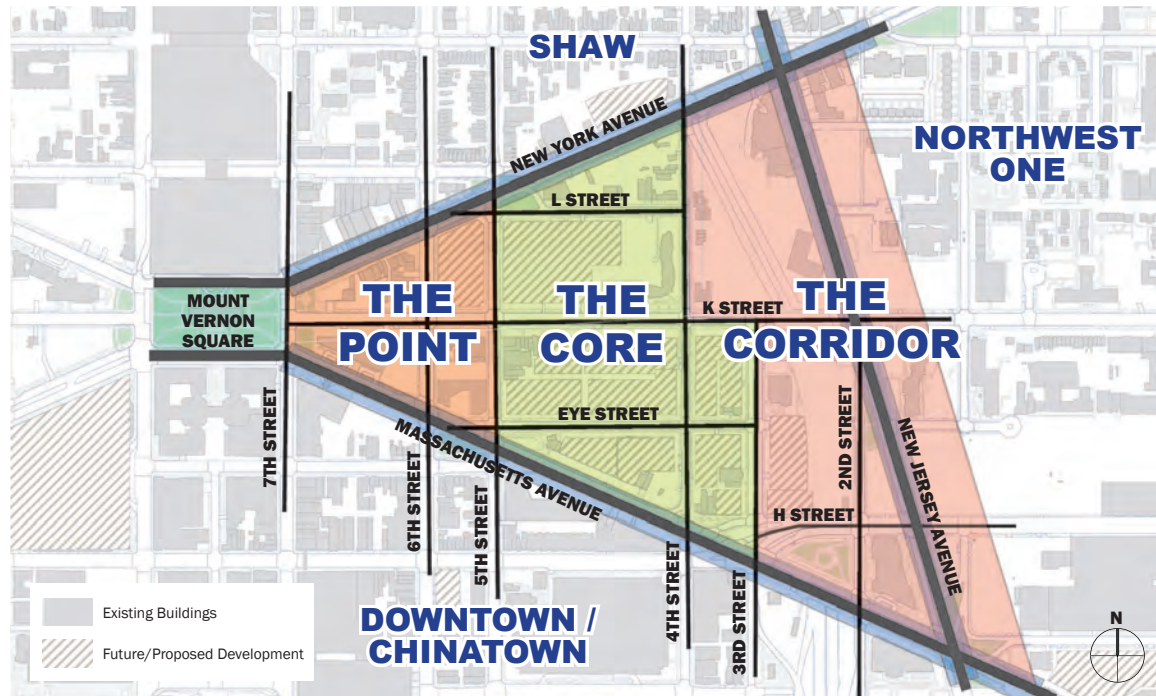 SHAW
NEW YORK AVENUE
NORTHWEST
ONE
L STREET
MOUNT
VERNON
SQUARE
THE
POINT
THE
CORE
K STREET
THE
CORRIDOR
EYE STREET
MASSACHUSETTS AVENUE
7TH STREET
6TH STREET
5TH STREET
4TH STREET
3RD STREET
2ND STREET
NEW JERSEY AVENUE
H STREET
DOWNTOWN /
CHINATOWN
Existing Buildings
Future/Proposed Development
N